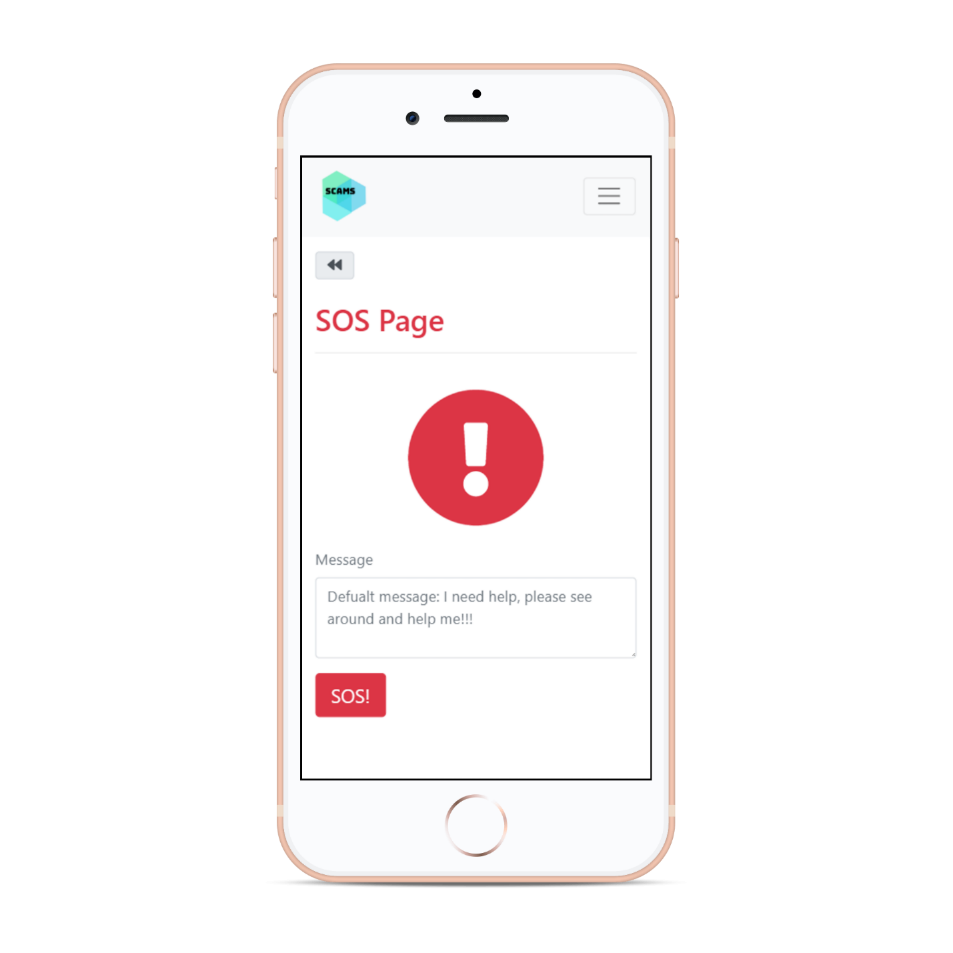 SCAMS
SOS Page
Message
Defualt message: I need help, please see
around and help me!!!
SOS!